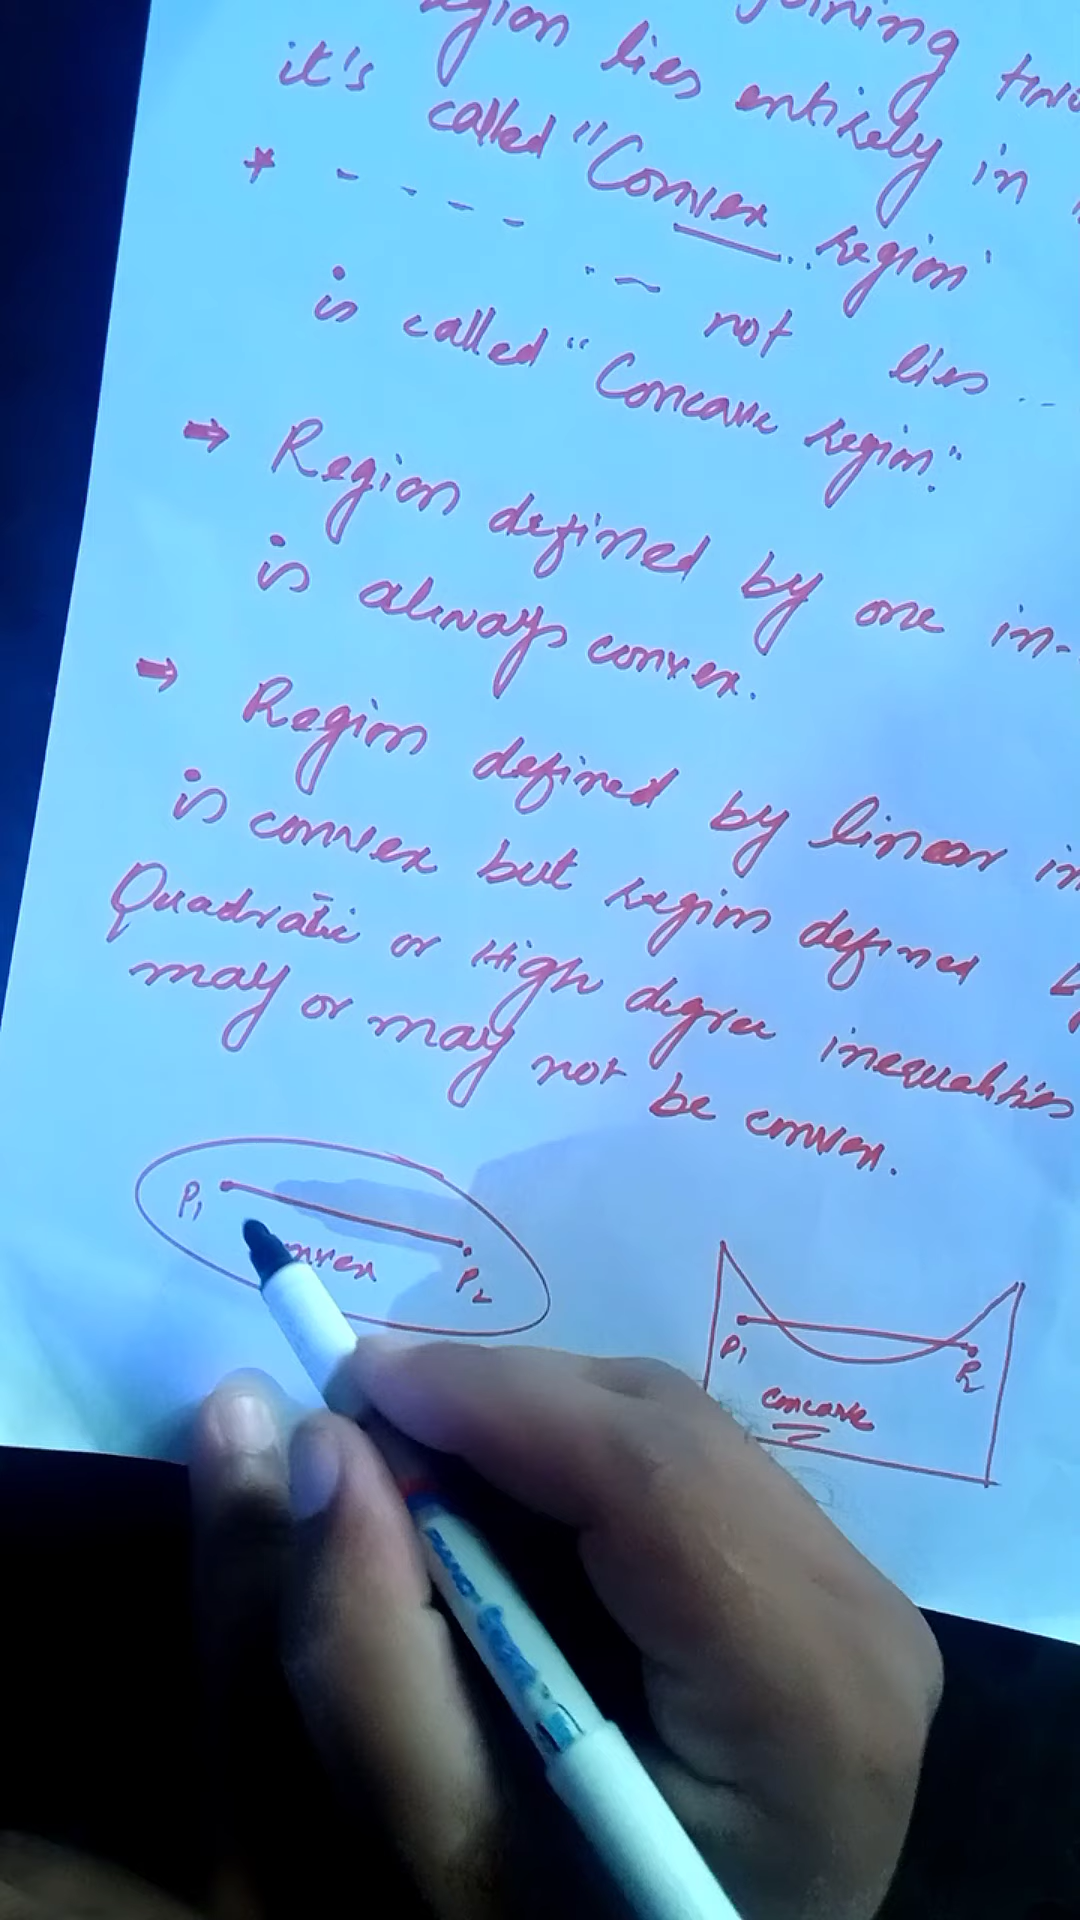 joining
region lies entirely in
it's called "Convex region"
* - - - - - - not lies --
is called "Concave region".
⇒ Region defined by one in-
is always convex.
⇒ Region defined by linear in
is convex but region defined
Quadratic or High degree inequalities
may or may not be convex.
P1
P2
P1
P2
concave